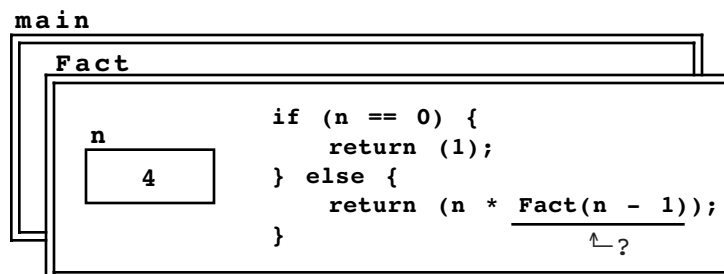 main
Fact
n
4
if (n == 0) {
return (1);
} else {
return (n * Fact(n - 1));
}
?